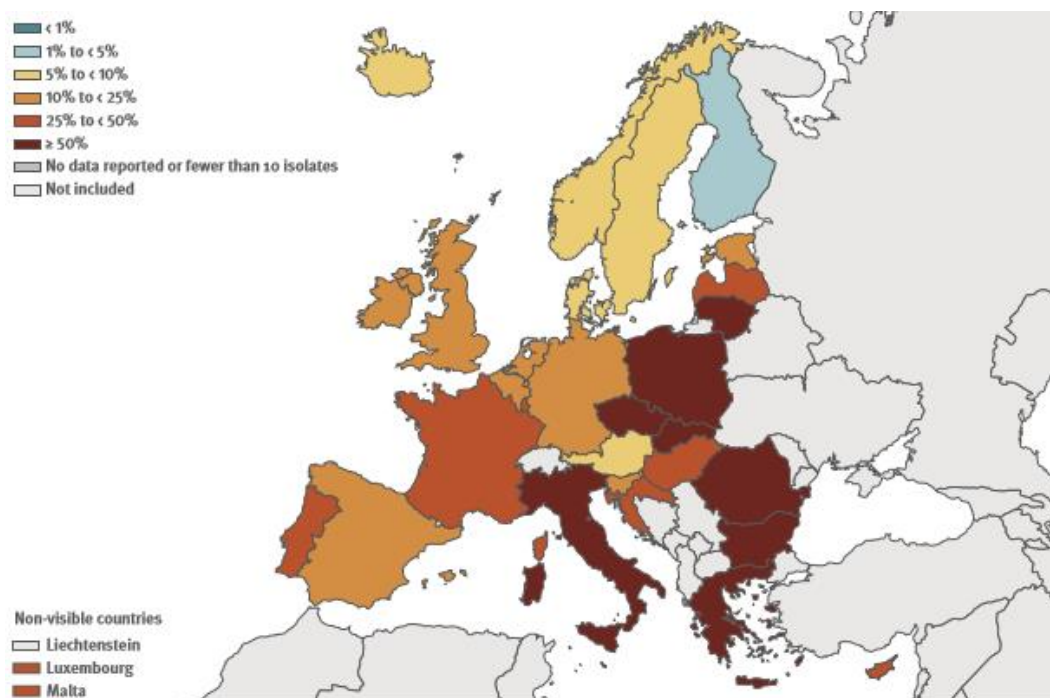 < 1%
1% to < 5%
5% to < 10%
10% to < 25%
25% to < 50%
≥ 50%
No data reported or fewer than 10 isolates
Not included
Non-visible countries
Liechtenstein
Luxembourg
Malta